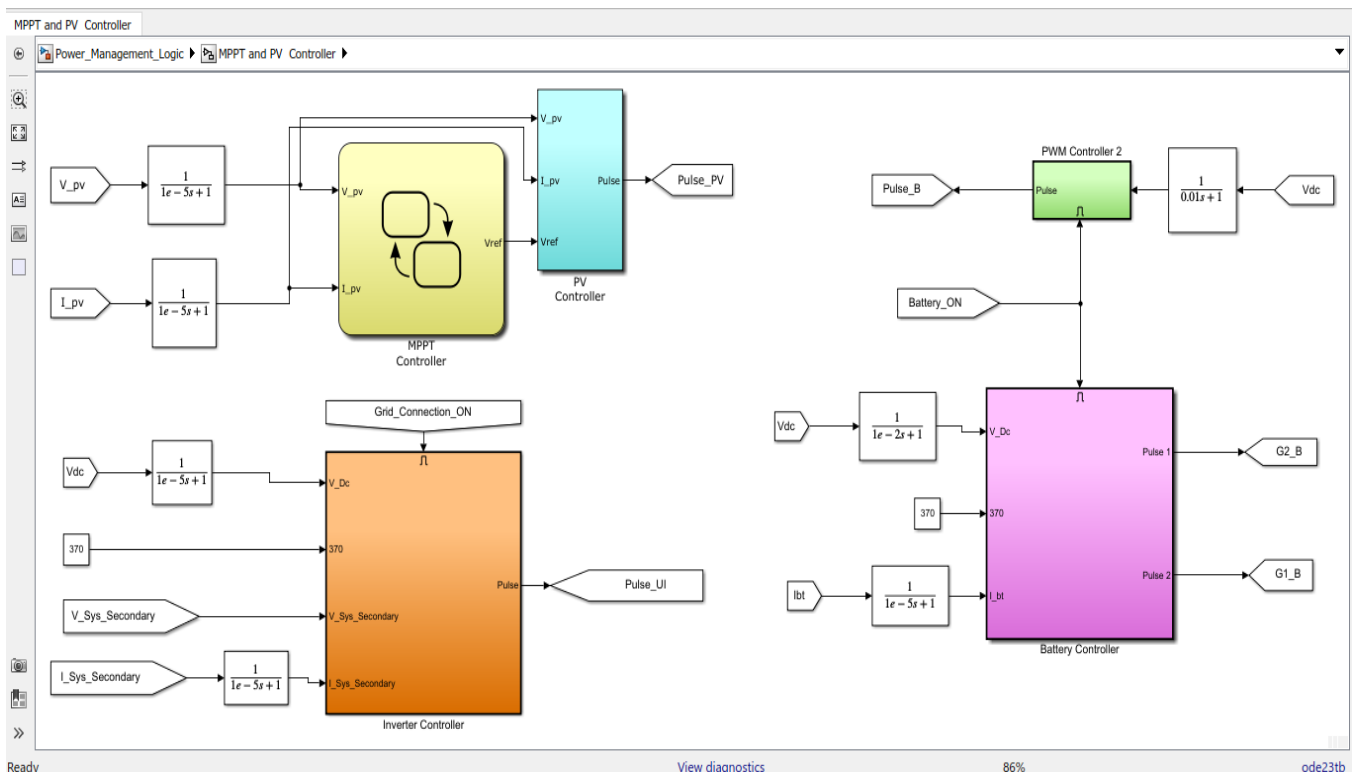 MPPT and PV Controller
Power_Management_Logic MPPT and PV Controller
V_pv
1
1e − 5s + 1
I_pv
1
1e − 5s + 1
V_pv
I_pv
Vref
MPPT
Controller
V_pv
I_pv
Vref
Pulse
PV
Controller
Pulse_PV
PWM Controller 2
Pulse_B
Pulse
1
0.01s + 1
Vdc
Battery_ON
Grid_Connection_ON
Vdc
1
1e − 5s + 1
370
V_Sys_Secondary
I_Sys_Secondary
1
1e − 5s + 1
V_Dc
370
V_Sys_Secondary
I_Sys_Secondary
Pulse
Inverter Controller
Pulse_UI
Vdc
1
1e − 2s + 1
370
Ibt
1
1e − 5s + 1
V_Dc
370
I_bt
Pulse 1
Pulse 2
Battery Controller
G2_B
G1_B
Ready View diagnostics 86% ode23tb